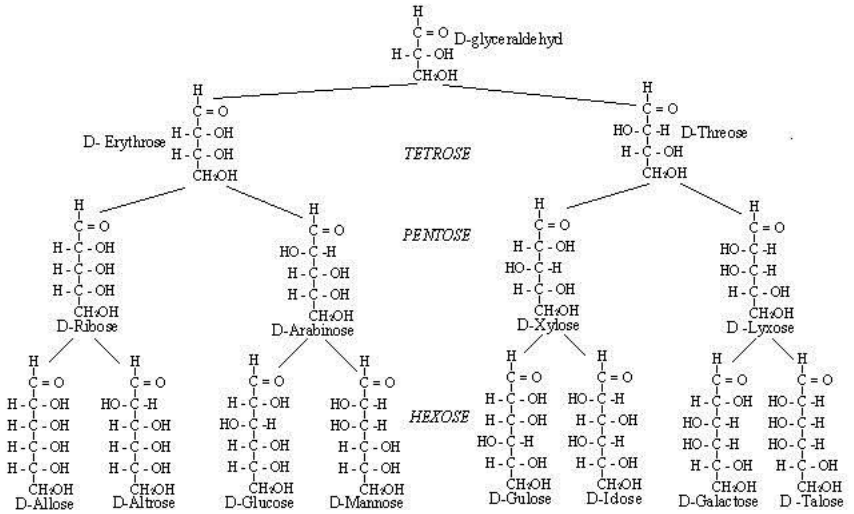 H
C = O
D-glyceraldehyd
H - C - OH
CH₂OH
H
C = O
H - C - OH
D- Erythrose
H - C - OH
CH₂OH
TETROSE
H
C = O
HO - C -H
D-Threose
H - C - OH
CH₂OH
H
C = O
H - C - OH
H - C - OH
H - C - OH
CH₂OH
D-Ribose
H
C = O
HO - C -H
H - C - OH
H - C - OH
CH₂OH
D-Arabinose
PENTOSE
H
C = O
H - C - OH
HO - C -H
H - C - OH
CH₂OH
D-Xylose
H
C = O
HO - C -H
HO - C -H
H - C - OH
CH₂OH
D -Lyxose
H
C = O
H - C - OH
H - C - OH
H - C - OH
H - C - OH
CH₂OH
D-Allose
H
C = O
HO - C -H
H - C - OH
H - C - OH
H - C - OH
CH₂OH
D-Altrose
H
C = O
H - C - OH
HO - C -H
H - C - OH
H - C - OH
CH₂OH
D-Glucose
H
C = O
HO - C -H
HO - C -H
H - C - OH
H - C - OH
CH₂OH
D-Mannose
HEXOSE
H
C = O
H - C - OH
H - C - OH
HO - C -H
H - C - OH
CH₂OH
D-Gulose
H
C = O
HO - C -H
H - C - OH
HO - C -H
H - C - OH
CH₂OH
D-Idose
H
C = O
H - C - OH
HO - C -H
HO - C -H
H - C - OH
CH₂OH
D-Galactose
H
C = O
HO - C -H
HO - C -H
HO - C -H
H - C - OH
CH₂OH
D -Talose